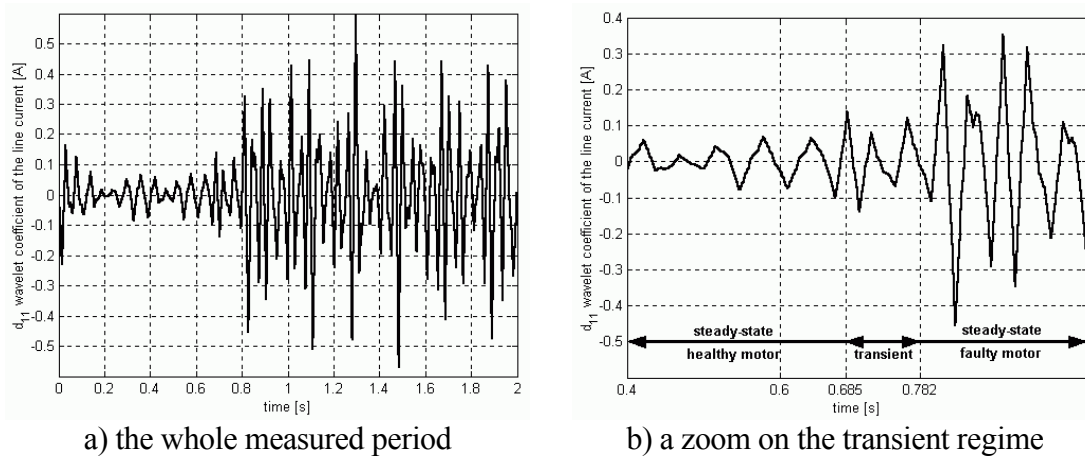 d11 wavelet coefficient of the line current [A]
0.5
0.4
0.3
0.2
0.1
0
-0.1
-0.2
-0.3
-0.4
-0.5
0 0.2 0.4 0.6 0.8 1 1.2 1.4 1.6 1.8 2
time [s]
a) the whole measured period
d11 wavelet coefficient of the line current [A]
0.4
0.3
0.2
0.1
0
-0.1
-0.2
-0.3
-0.4
-0.5
steady-state steady-state
healthy motor transient faulty motor
0.4 0.6 0.685 0.782
time [s]
b) a zoom on the transient regime